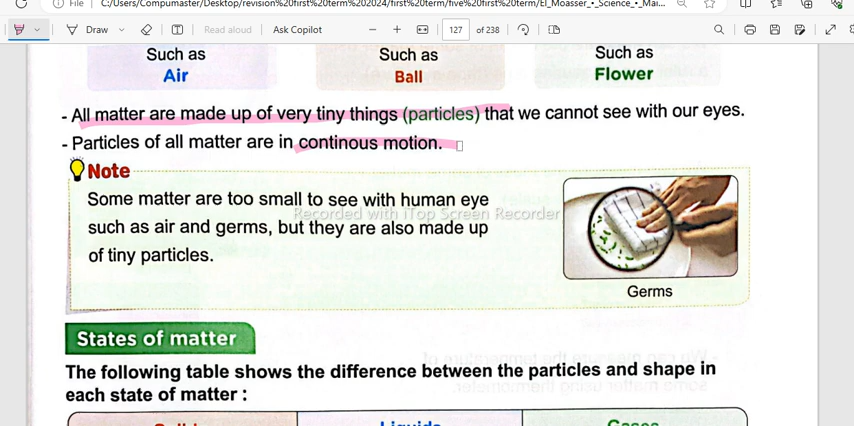 File C:/Users/Compumaster/Desktop/revision%20first%20term%202024/first%20term/five%20first%20term/El_Moasser_•_Science_•_Mai...
Draw Read aloud Ask Copilot 127 of 238
Such as Such as Such as
Air Ball Flower
- All matter are made up of very tiny things (particles) that we cannot see with our eyes.
- Particles of all matter are in continous motion.
Note
Some matter are too small to see with human eye
Recorded with iTop Screen Recorder
such as air and germs, but they are also made up
of tiny particles.
Germs
States of matter
The following table shows the difference between the particles and shape in
each state of matter :
Liquids Gases